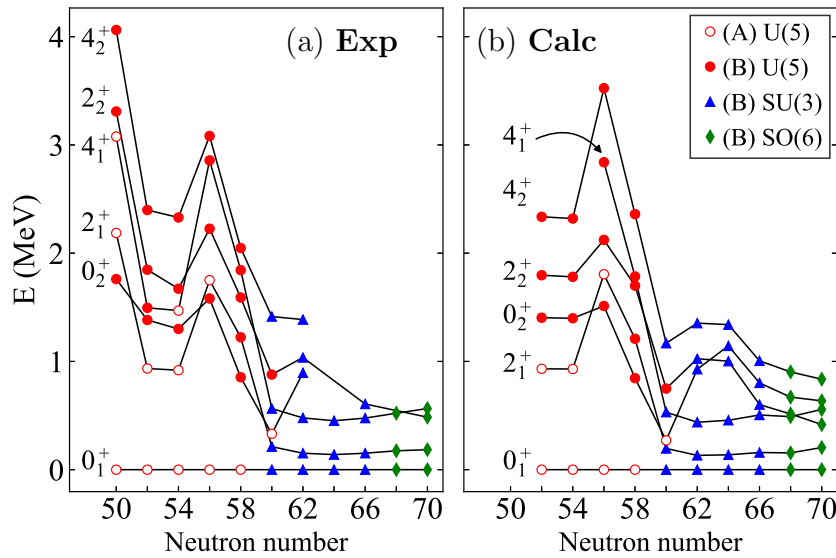 (a) Exp
(b) Calc
(A) U(5)
(B) U(5)
(B) SU(3)
(B) SO(6)
E (MeV)
4
3
2
1
0
4₂⁺
2₂⁺
4₁⁺
2₁⁺
0₂⁺
0₁⁺
4₁⁺
4₂⁺
2₂⁺
0₂⁺
2₁⁺
0₁⁺
50 54 58 62 66 70
50 54 58 62 66 70
Neutron number
Neutron number